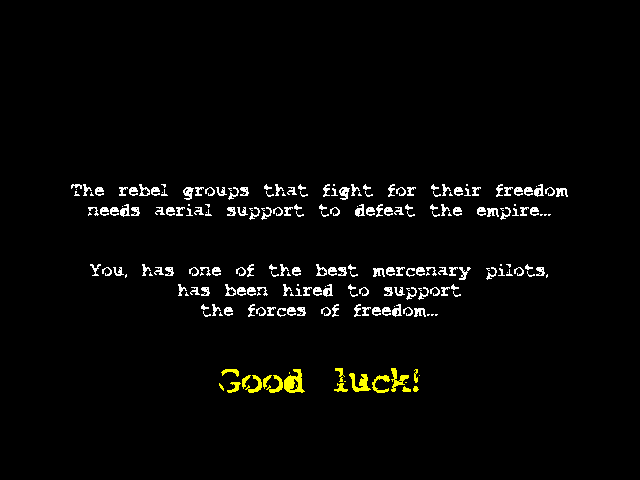 The rebel groups that fight for their freedom
needs aerial support to defeat the empire...
You, has one of the best mercenary pilots,
has been hired to support
the forces of freedom...
Good luck!